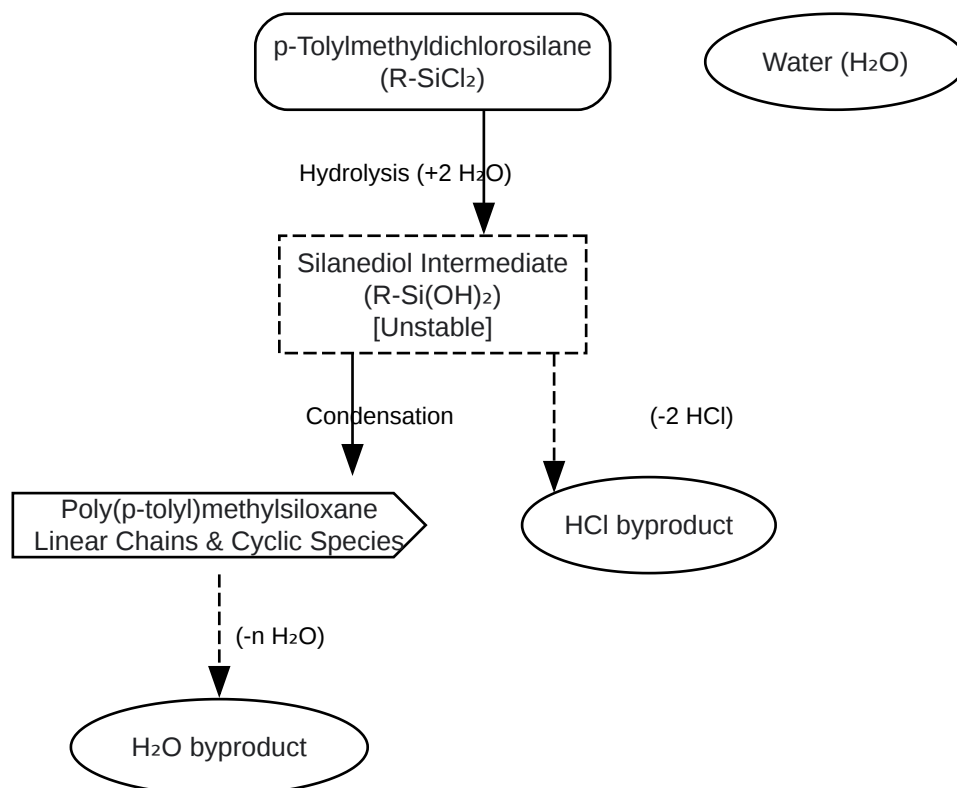 p-Tolylmethyldichlorosilane
(R-SiCl₂)
Water (H₂O)
Hydrolysis (+2 H₂O)
Silanediol Intermediate
(R-Si(OH)₂)
[Unstable]
Condensation
(-2 HCl)
Poly(p-tolyl)methylsiloxane
Linear Chains & Cyclic Species
HCl byproduct
(-n H₂O)
H₂O byproduct